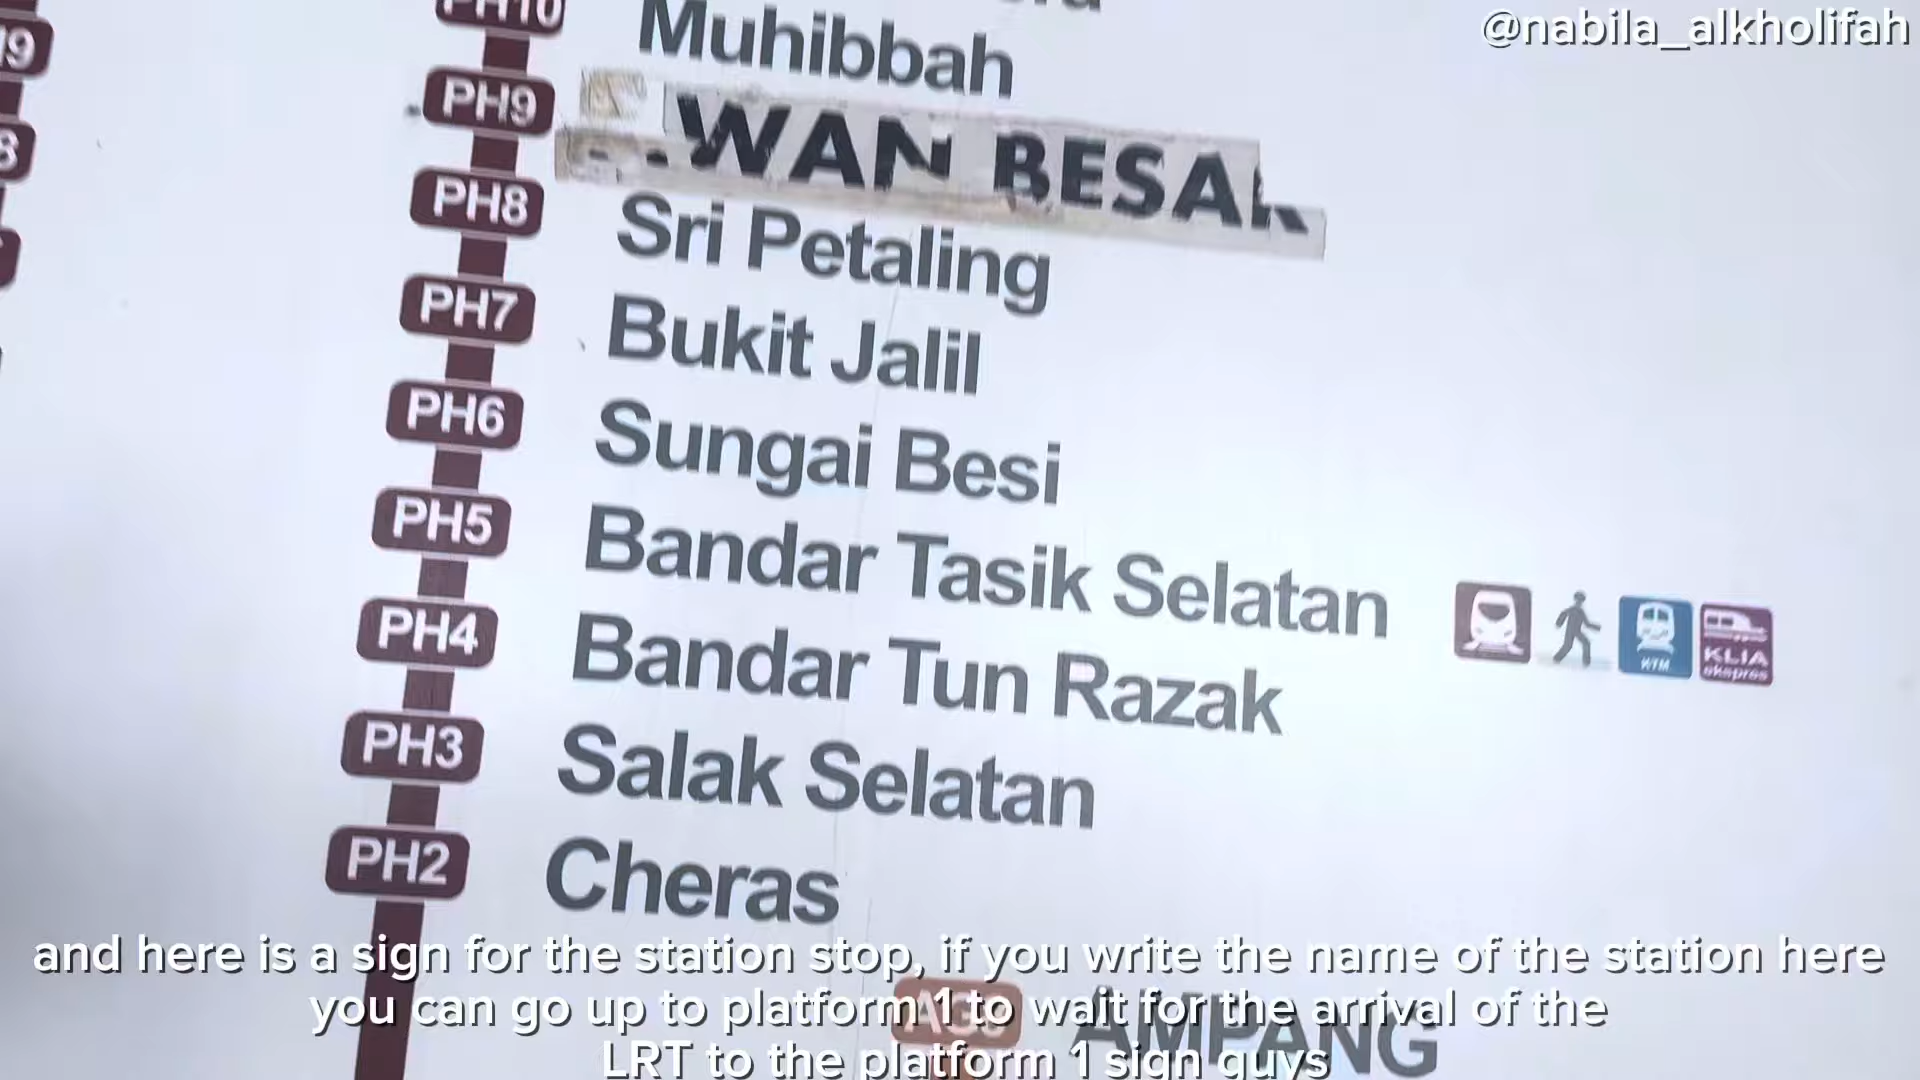 @nabila_alkholifah
PH10 Muhibbah
PH9 WAN BESAR
PH8 Sri Petaling
PH7 Bukit Jalil
PH6 Sungai Besi
PH5 Bandar Tasik Selatan
KTM
KLIA
ekspres
PH4 Bandar Tun Razak
PH3 Salak Selatan
PH2 Cheras
and here is a sign for the station stop, if you write the name of the station here
you can go up to platform 1 to wait for the arrival of the
LRT to the platform 1 sign guys
AMPANG